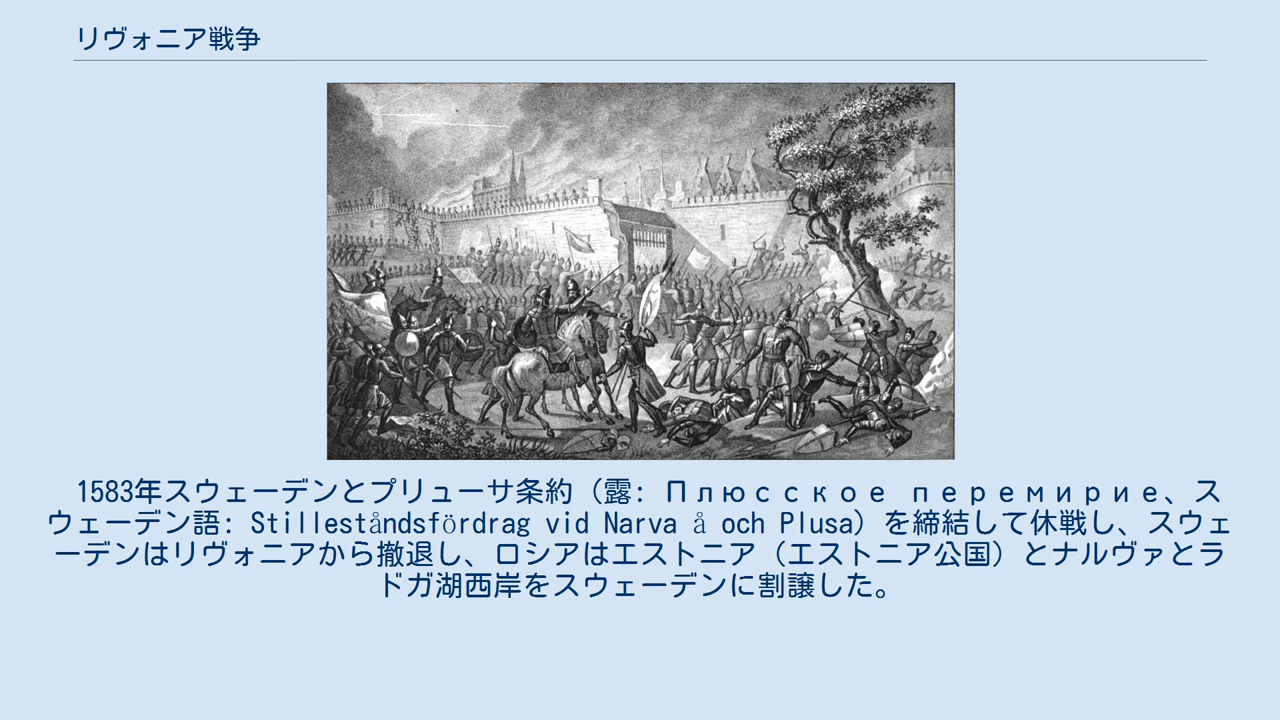 リヴォニア戦争
1583年スウェーデンとプリューサ条約（露: Плюсское перемирие、ス
ウェーデン語: Stilleståndsfördrag vid Narva å och Plusa）を締結して休戦し、スウェ
ーデンはリヴォニアから撤退し、ロシアはエストニア（エストニア公国）とナルヴァとラ
ドガ湖西岸をスウェーデンに割譲した。